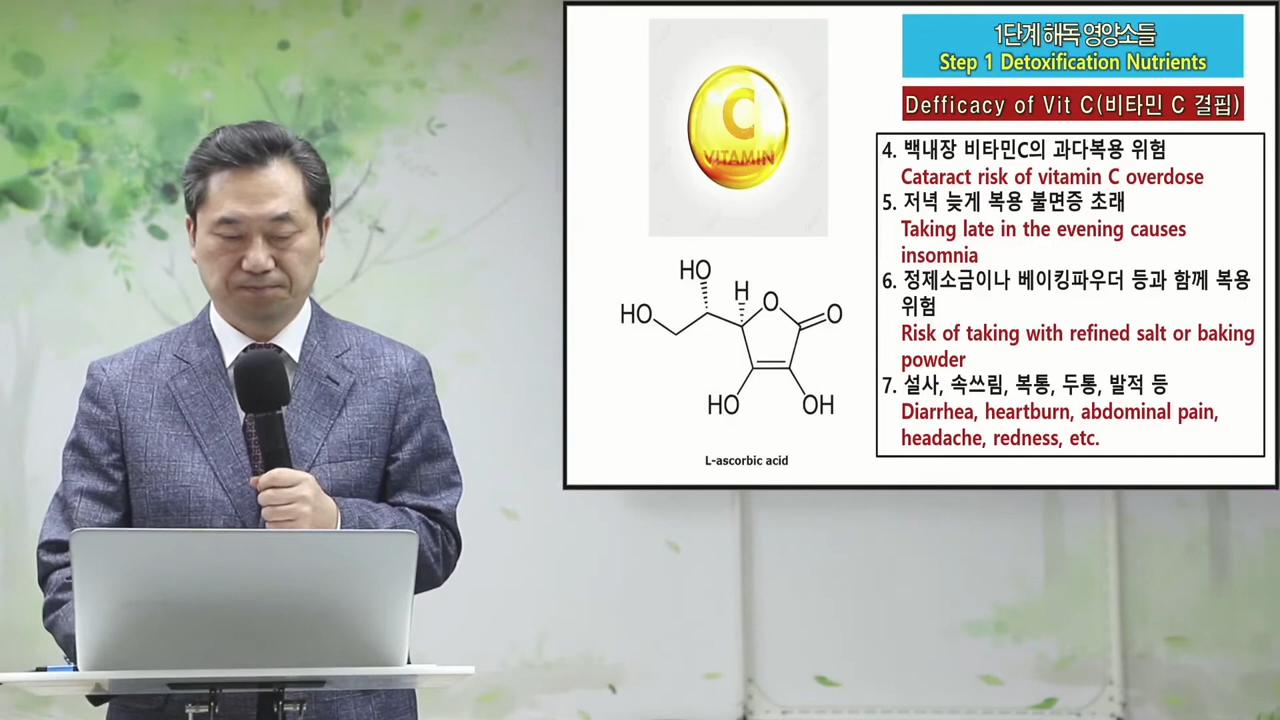 C
VITAMIN
HO
H
O
O
HO
HO
OH
L-ascorbic acid
1단계 해독 영양소들
Step 1 Detoxification Nutrients
Defficacy of Vit C(비타민 C 결핍)
4. 백내장 비타민C의 과다복용 위험
Cataract risk of vitamin C overdose
5. 저녁 늦게 복용 불면증 초래
Taking late in the evening causes
insomnia
6. 정제소금이나 베이킹파우더 등과 함께 복용
위험
Risk of taking with refined salt or baking
powder
7. 설사, 속쓰림, 복통, 두통, 발적 등
Diarrhea, heartburn, abdominal pain,
headache, redness, etc.